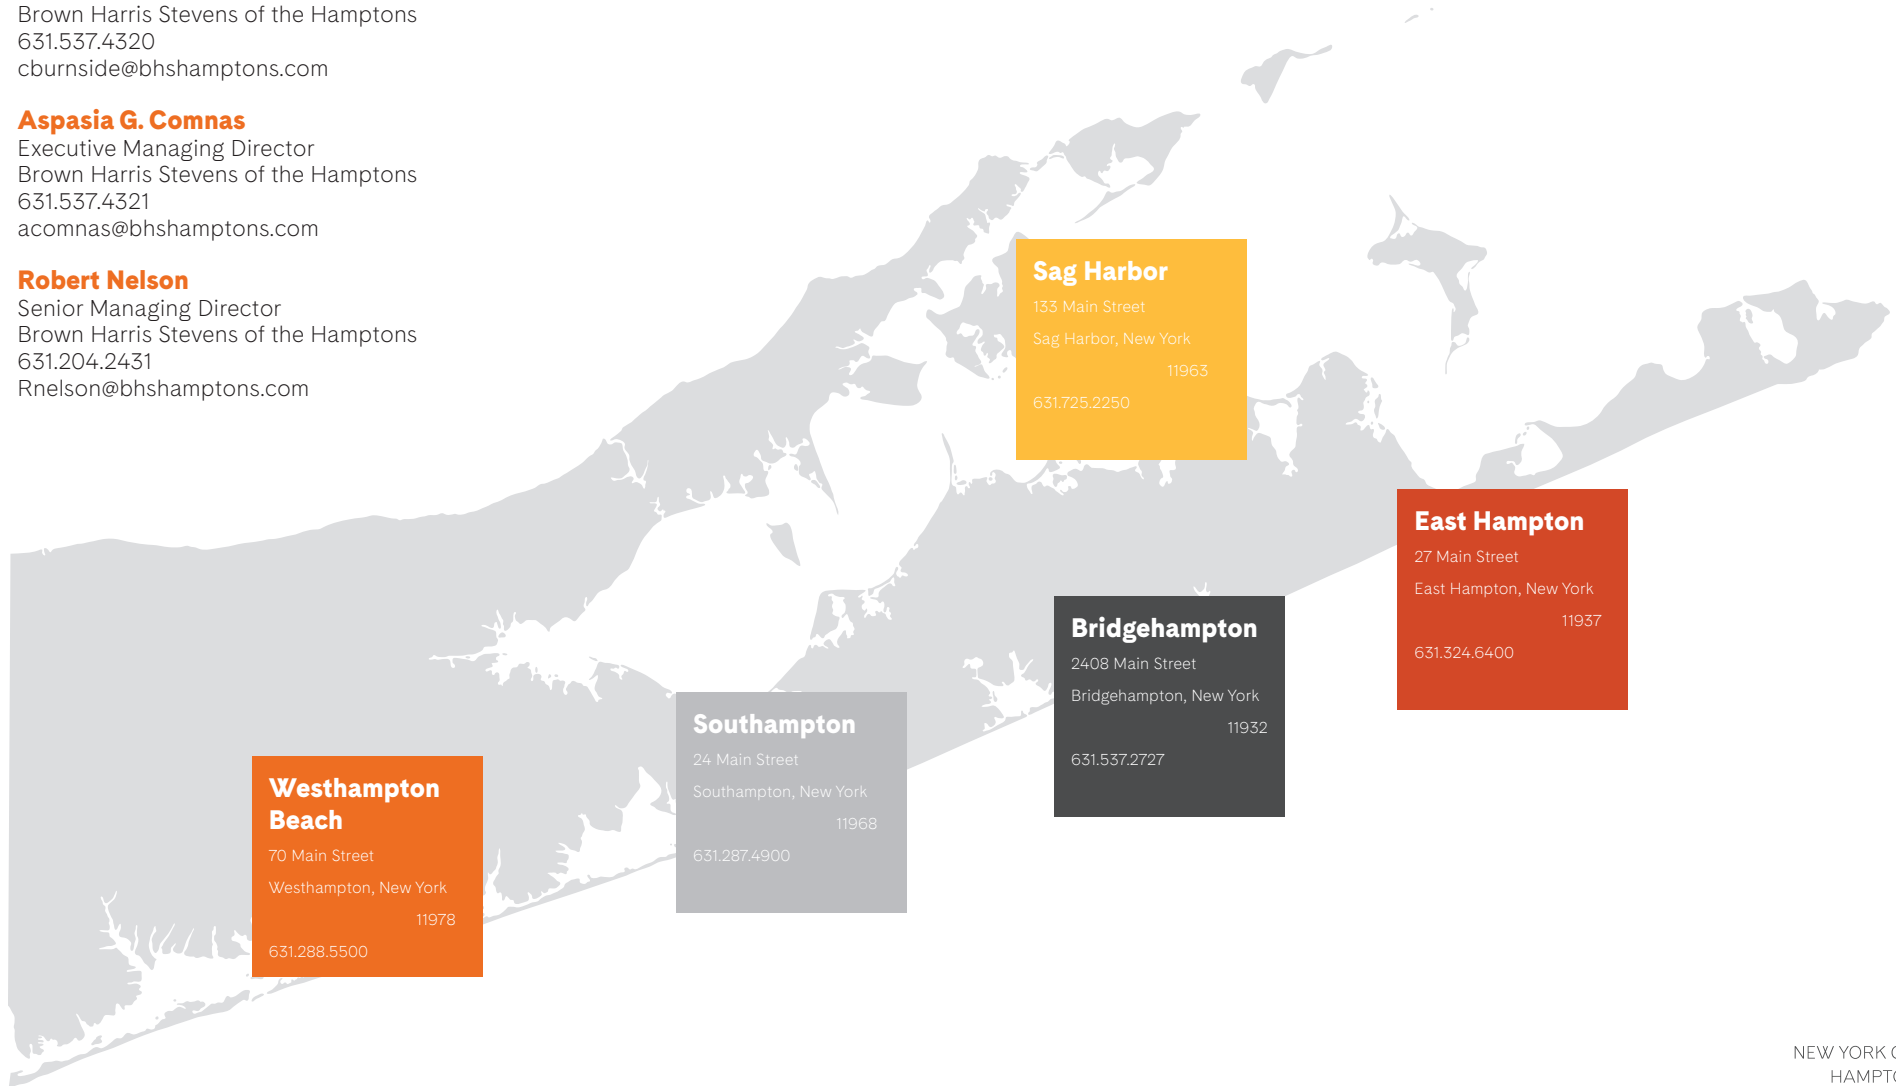 Brown Harris Stevens of the Hamptons
631.537.4320
cburnside@bhshamptons.com
Aspasia G. Comnas
Executive Managing Director
Brown Harris Stevens of the Hamptons
631.537.4321
acomnas@bhshamptons.com
Robert Nelson
Senior Managing Director
Brown Harris Stevens of the Hamptons
631.204.2431
Rnelson@bhshamptons.com
Sag Harbor
133 Main Street
Sag Harbor, New York
11963
631.725.2250
East Hampton
27 Main Street
East Hampton, New York
11937
631.324.6400
Bridgehampton
2408 Main Street
Bridgehampton, New York
11932
631.537.2727
Southampton
24 Main Street
Southampton, New York
11968
631.287.4900
Westhampton
Beach
70 Main Street
Westhampton, New York
11978
631.288.5500
NEW YORK